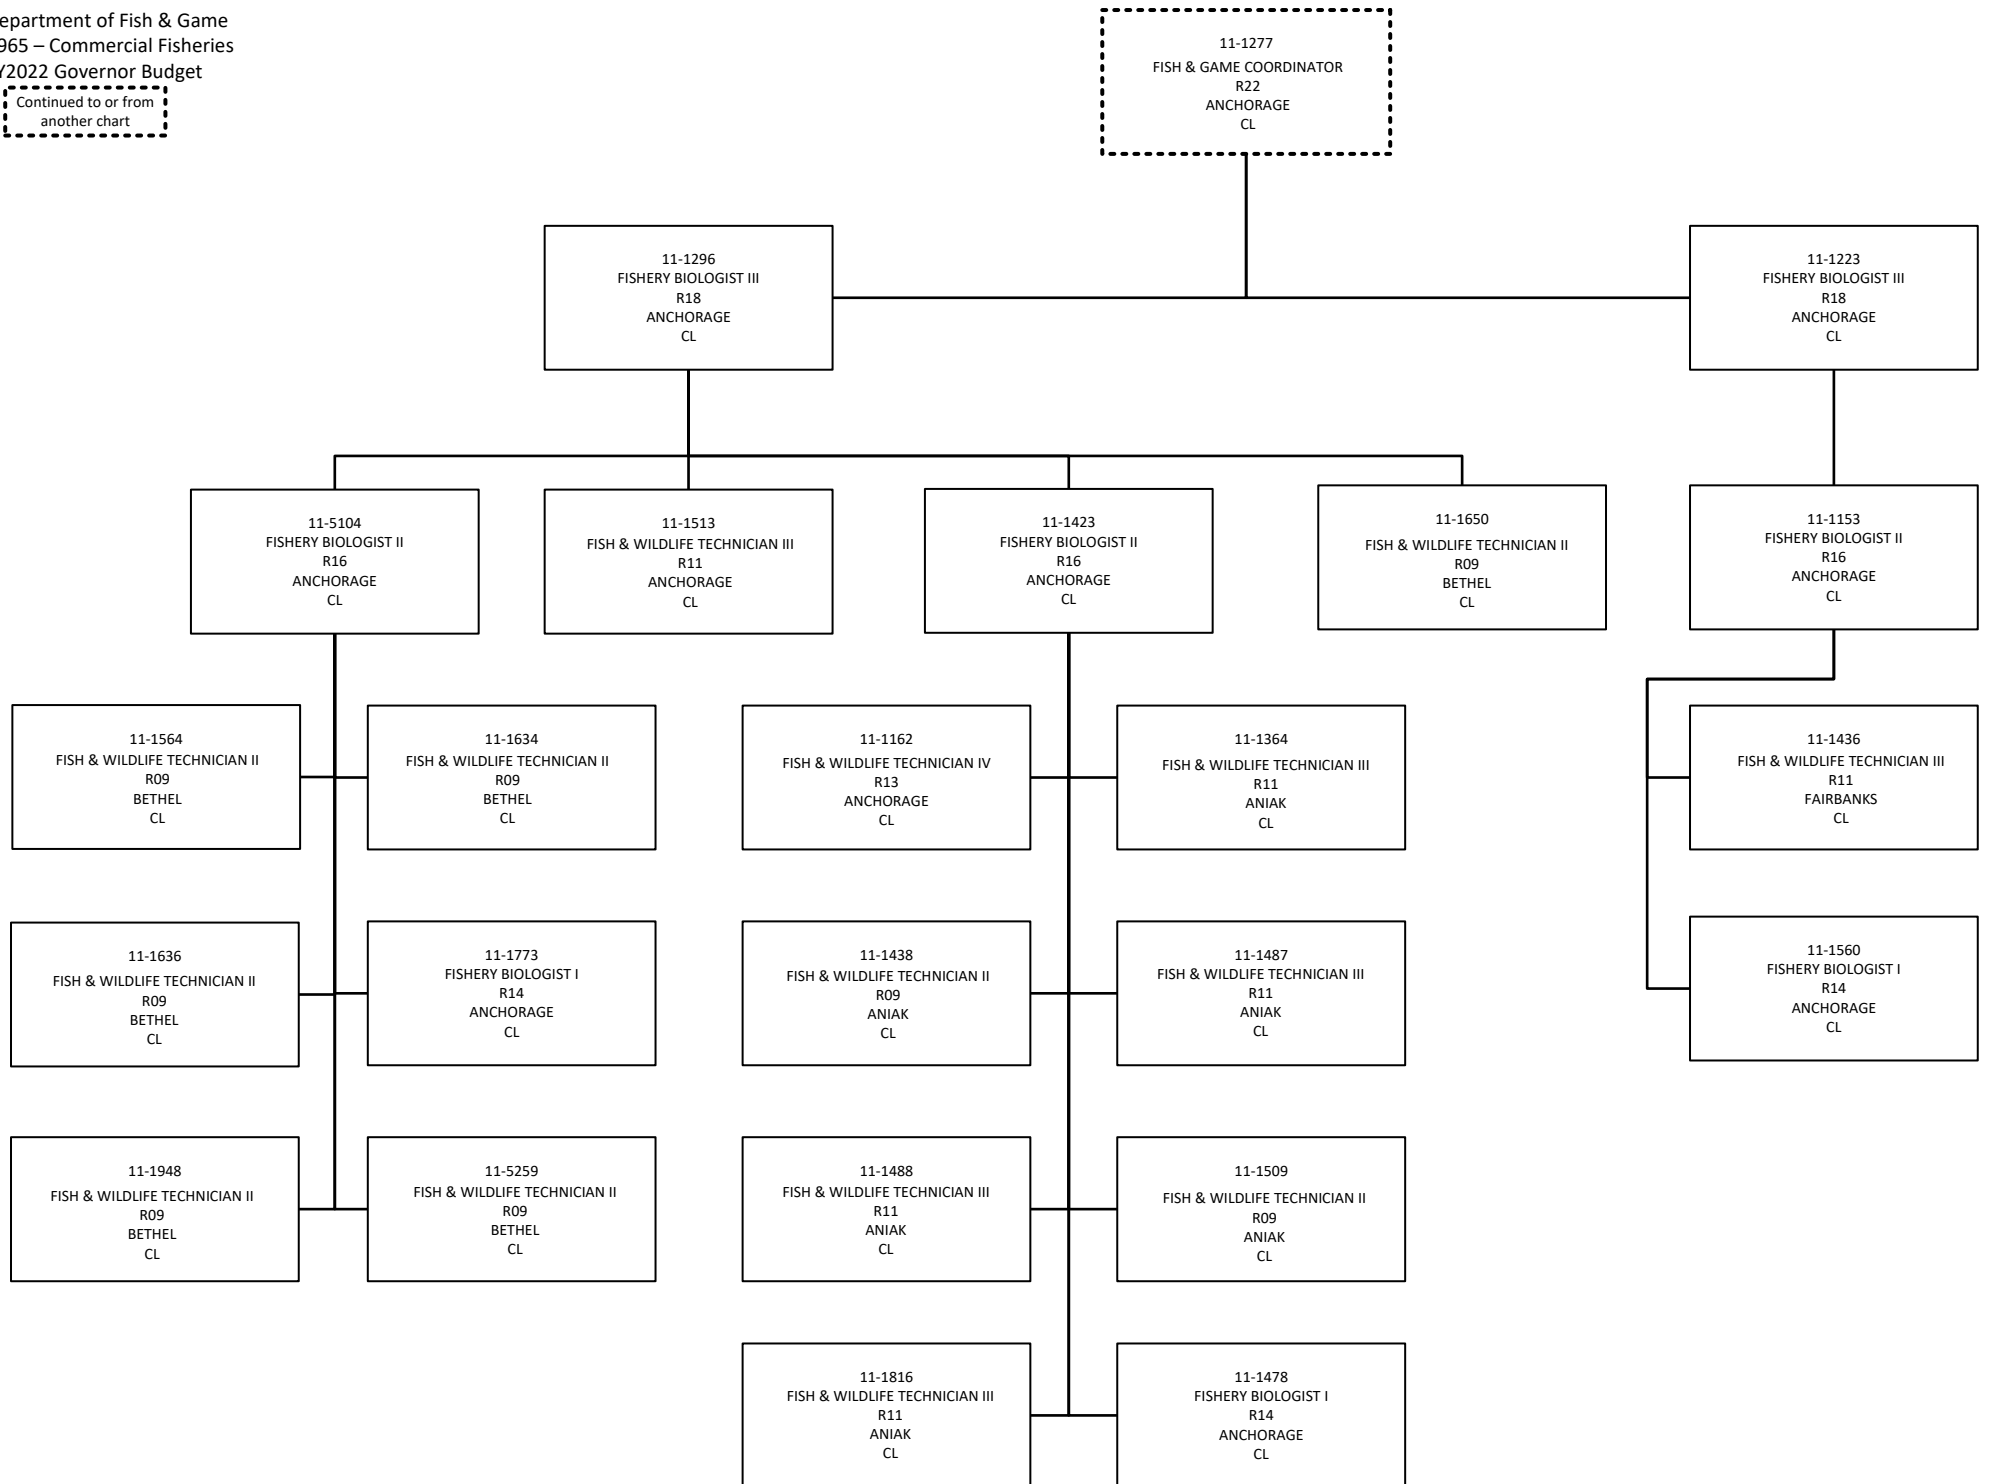 epartment of Fish & Game
965 – Commercial Fisheries
Y2022 Governor Budget
Continued to or from
another chart
11-1277
FISH & GAME COORDINATOR
R22
ANCHORAGE
CL
11-1296
FISHERY BIOLOGIST III
R18
ANCHORAGE
CL
11-1223
FISHERY BIOLOGIST III
R18
ANCHORAGE
CL
11-5104
FISHERY BIOLOGIST II
R16
ANCHORAGE
CL
11-1513
FISH & WILDLIFE TECHNICIAN III
R11
ANCHORAGE
CL
11-1423
FISHERY BIOLOGIST II
R16
ANCHORAGE
CL
11-1650
FISH & WILDLIFE TECHNICIAN II
R09
BETHEL
CL
11-1153
FISHERY BIOLOGIST II
R16
ANCHORAGE
CL
11-1564
FISH & WILDLIFE TECHNICIAN II
R09
BETHEL
CL
11-1634
FISH & WILDLIFE TECHNICIAN II
R09
BETHEL
CL
11-1162
FISH & WILDLIFE TECHNICIAN IV
R13
ANCHORAGE
CL
11-1364
FISH & WILDLIFE TECHNICIAN III
R11
ANIAK
CL
11-1436
FISH & WILDLIFE TECHNICIAN III
R11
FAIRBANKS
CL
11-1636
FISH & WILDLIFE TECHNICIAN II
R09
BETHEL
CL
11-1773
FISHERY BIOLOGIST I
R14
ANCHORAGE
CL
11-1438
FISH & WILDLIFE TECHNICIAN II
R09
ANIAK
CL
11-1487
FISH & WILDLIFE TECHNICIAN III
R11
ANIAK
CL
11-1560
FISHERY BIOLOGIST I
R14
ANCHORAGE
CL
11-1948
FISH & WILDLIFE TECHNICIAN II
R09
BETHEL
CL
11-5259
FISH & WILDLIFE TECHNICIAN II
R09
BETHEL
CL
11-1488
FISH & WILDLIFE TECHNICIAN III
R11
ANIAK
CL
11-1509
FISH & WILDLIFE TECHNICIAN II
R09
ANIAK
CL
11-1816
FISH & WILDLIFE TECHNICIAN III
R11
ANIAK
CL
11-1478
FISHERY BIOLOGIST I
R14
ANCHORAGE
CL